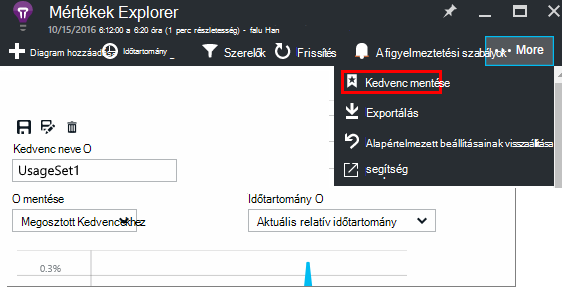 Mértékek Explorer
10/15/2016 6:12:00 a 6:20 óra (1 perc részletesség) - falu Han
Diagram hozzáadás Időtartomány Szerelők Frissítés A figyelmeztetési szabályok More
Kedvenc mentése
Exportálás
Alapértelmezett beállításainak visszaállítása
segítség
Kedvenc neve O
UsageSet1
O mentése Időtartomány O
Megosztott Kedvencekhez Aktuális relatív időtartomány
0.3%